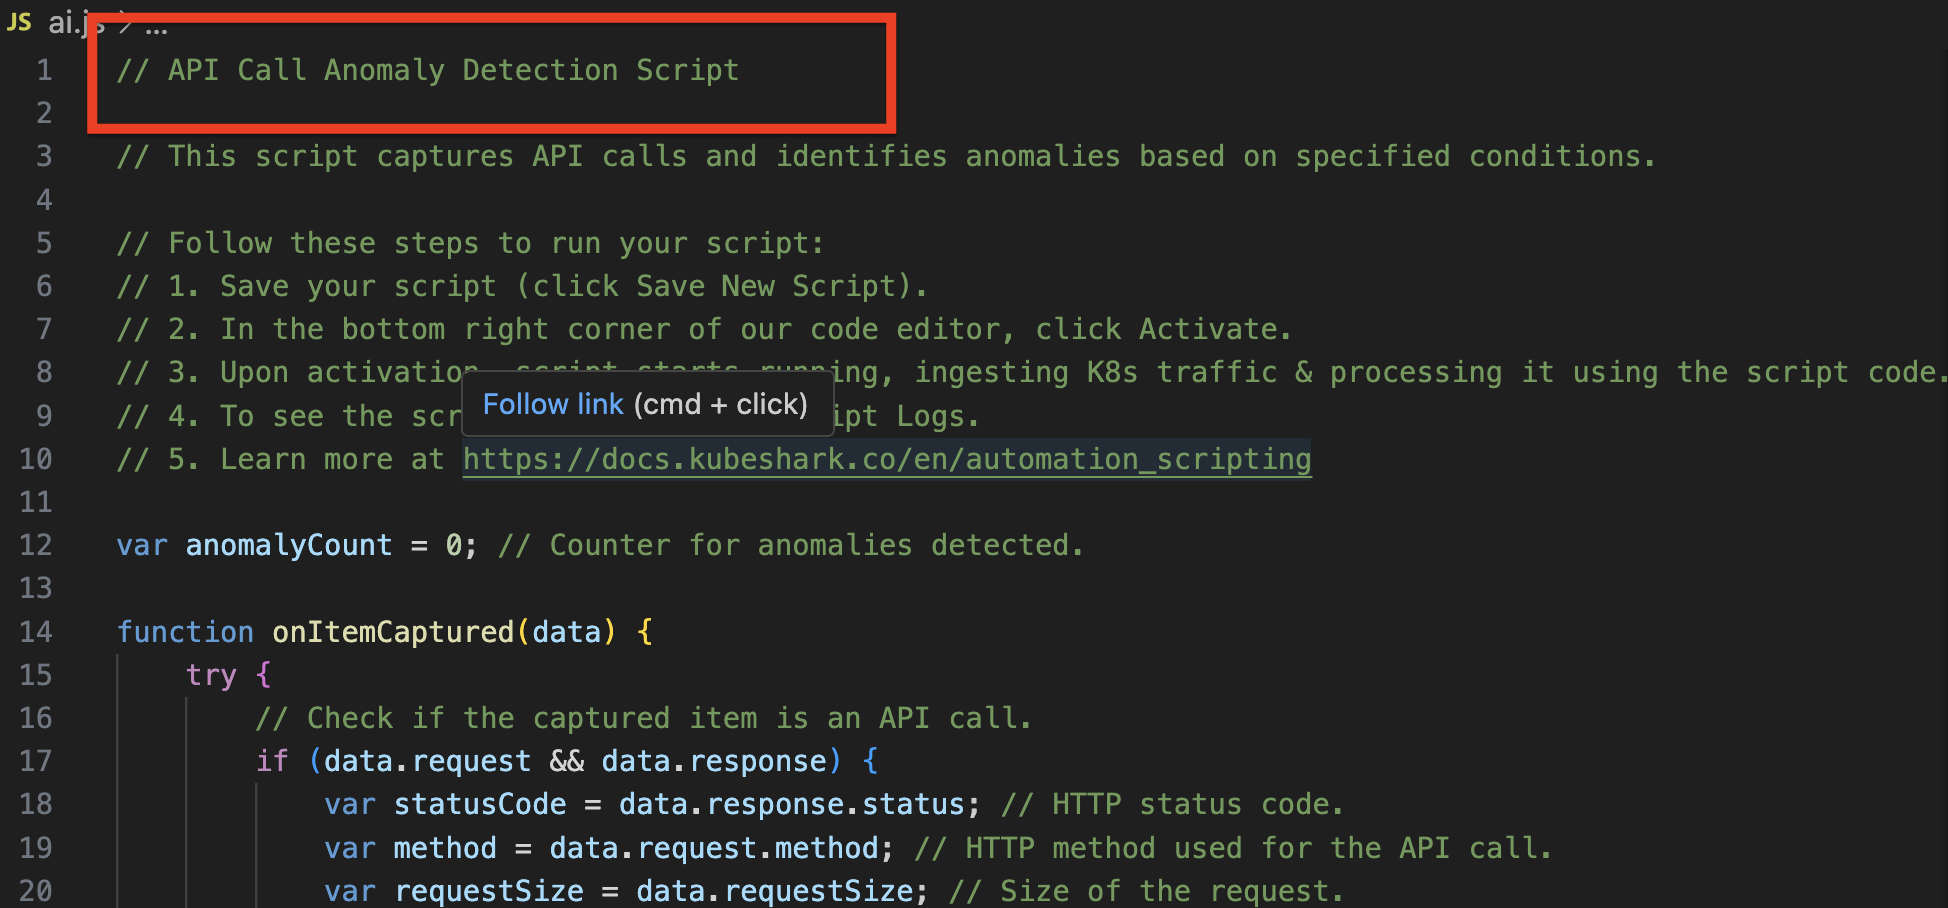 JS ai.js > ...
1 // API Call Anomaly Detection Script
2
3 // This script captures API calls and identifies anomalies based on specified conditions.
4
5 // Follow these steps to run your script:
6 // 1. Save your script (click Save New Script).
7 // 2. In the bottom right corner of our code editor, click Activate.
8 // 3. Upon activation, script starts running, ingesting K8s traffic & processing it using the script code.
Follow link (cmd + click)
9 // 4. To see the scr ipt Logs.
10 // 5. Learn more at https://docs.kubeshark.co/en/automation_scripting
11
12 var anomalyCount = 0; // Counter for anomalies detected.
13
14 function onItemCaptured(data) {
15 try {
16 // Check if the captured item is an API call.
17 if (data.request && data.response) {
18 var statusCode = data.response.status; // HTTP status code.
19 var method = data.request.method; // HTTP method used for the API call.
20 var requestSize = data.requestSize; // Size of the request.